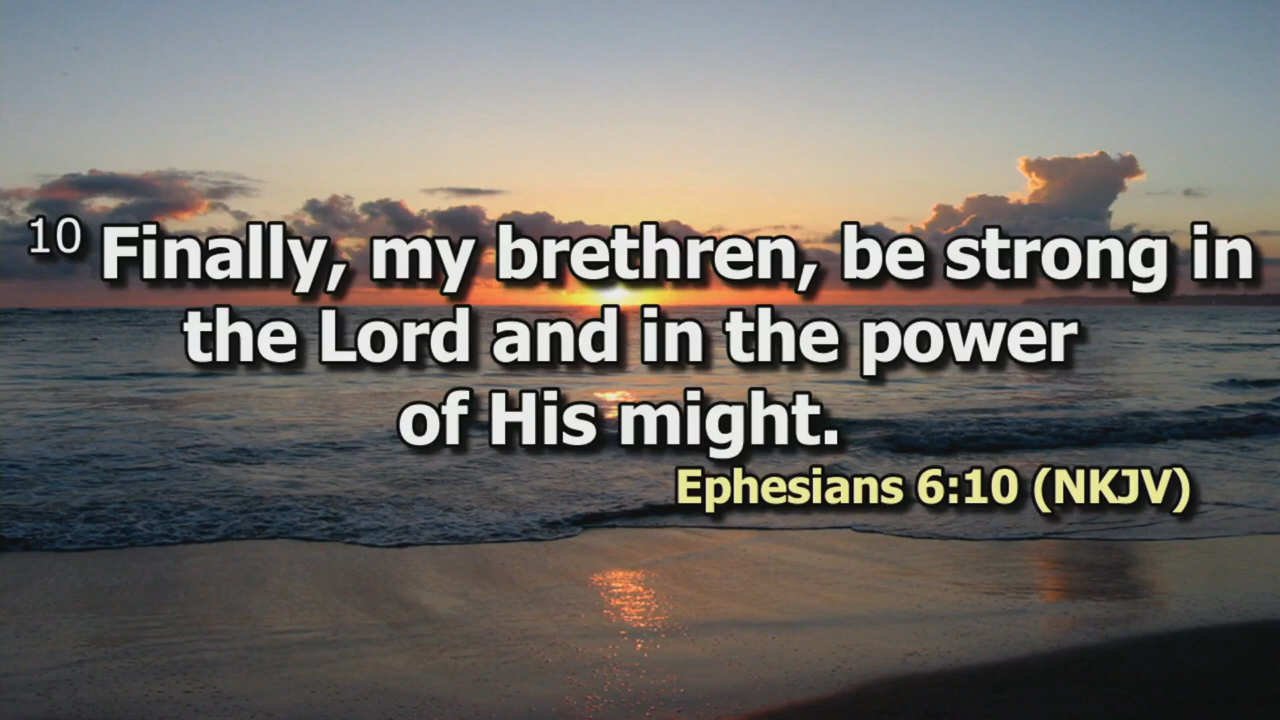 10 Finally, my brethren, be strong in
the Lord and in the power
of His might.
Ephesians 6:10 (NKJV)